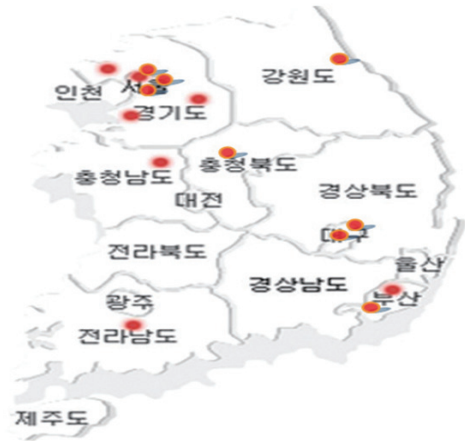 강원도
인천
서울
경기도
충청북도
충청남도
경상북도
대전
대구
전라북도
울산
경상남도
부산
광주
전라남도
제주도